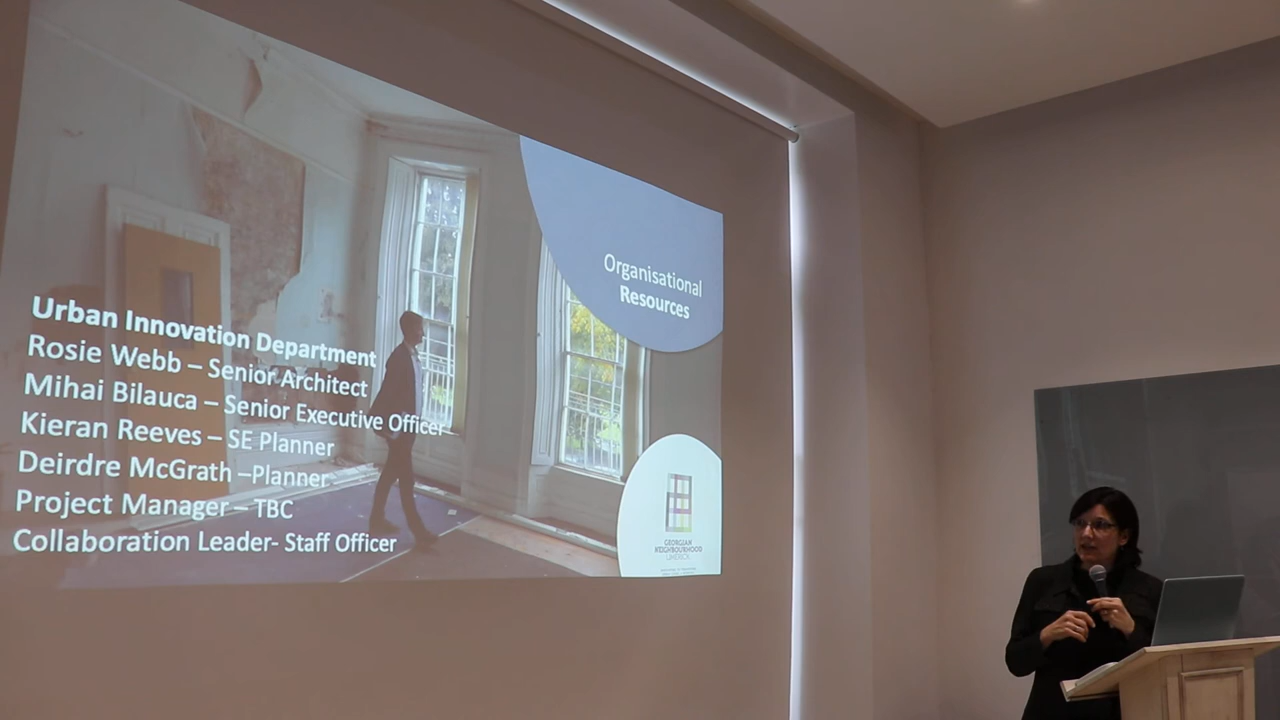 Organisational
Resources
Urban Innovation Department
Rosie Webb – Senior Architect
Mihai Bilauca – Senior Executive Officer
Kieran Reeves – SE Planner
Deirdre McGrath –Planner
Project Manager – TBC
Collaboration Leader- Staff Officer
GEORGIAN
NEIGHBOURHOOD
LIMERICK